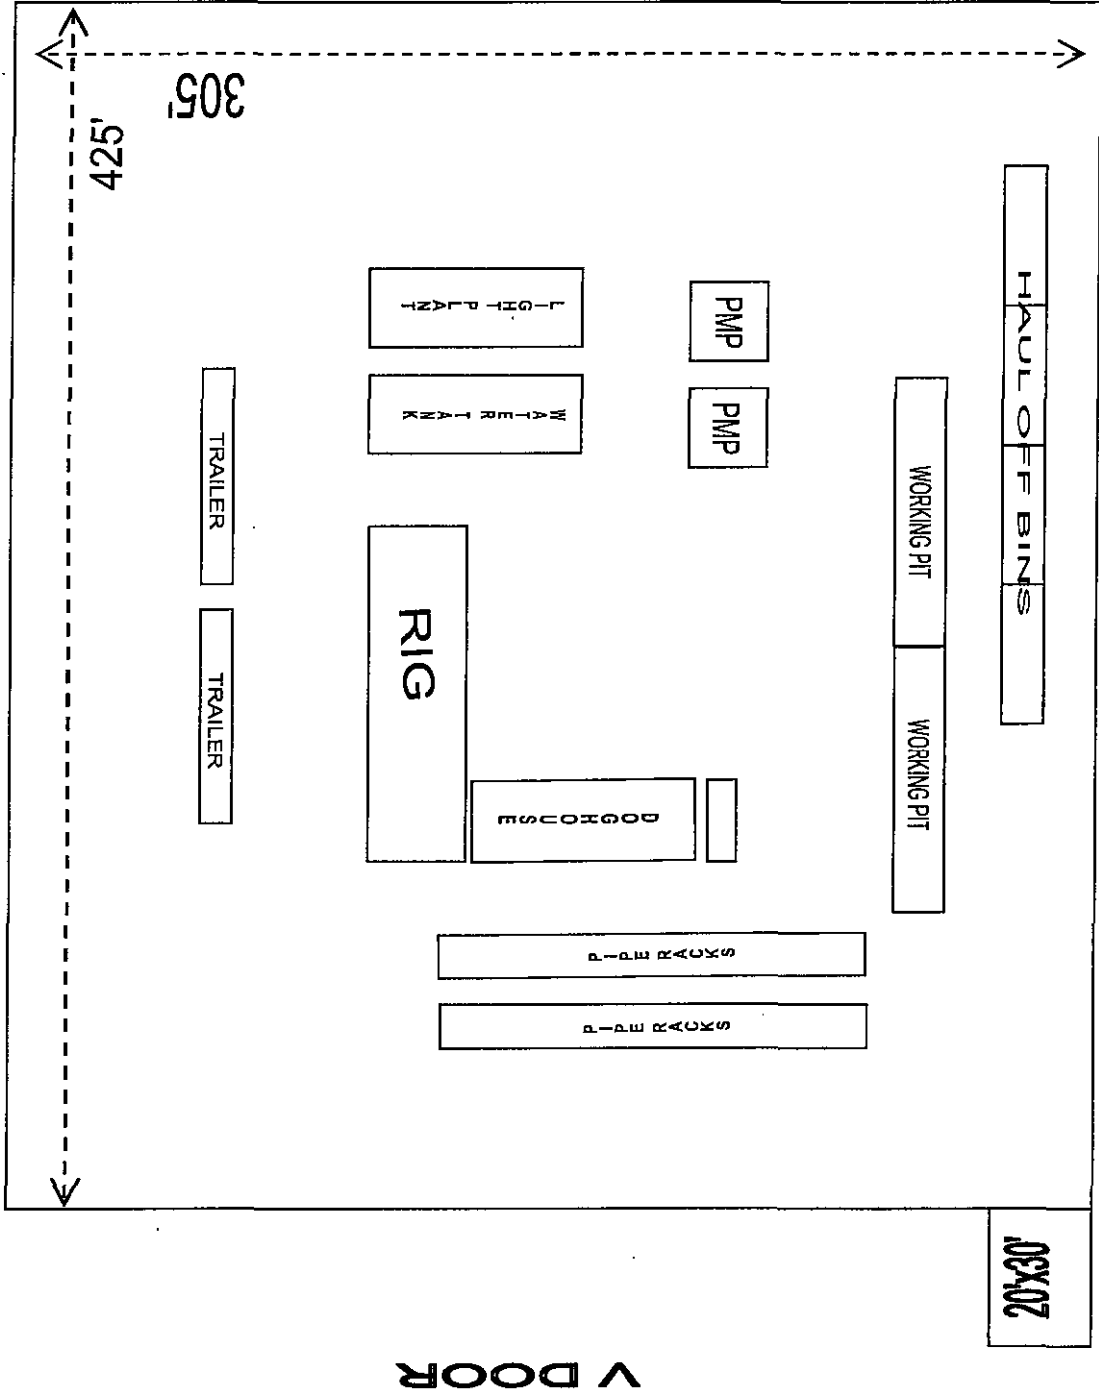 305'
425'
LIGHT PLANT
PMP
HAUL OFF BINS
WATER TANK
PMP
TRAILER
WORKING PIT
RIG
TRAILER
WORKING PIT
DOGHOUSE
PIPE RACKS
PIPE RACKS
20'X30'
V DOOR